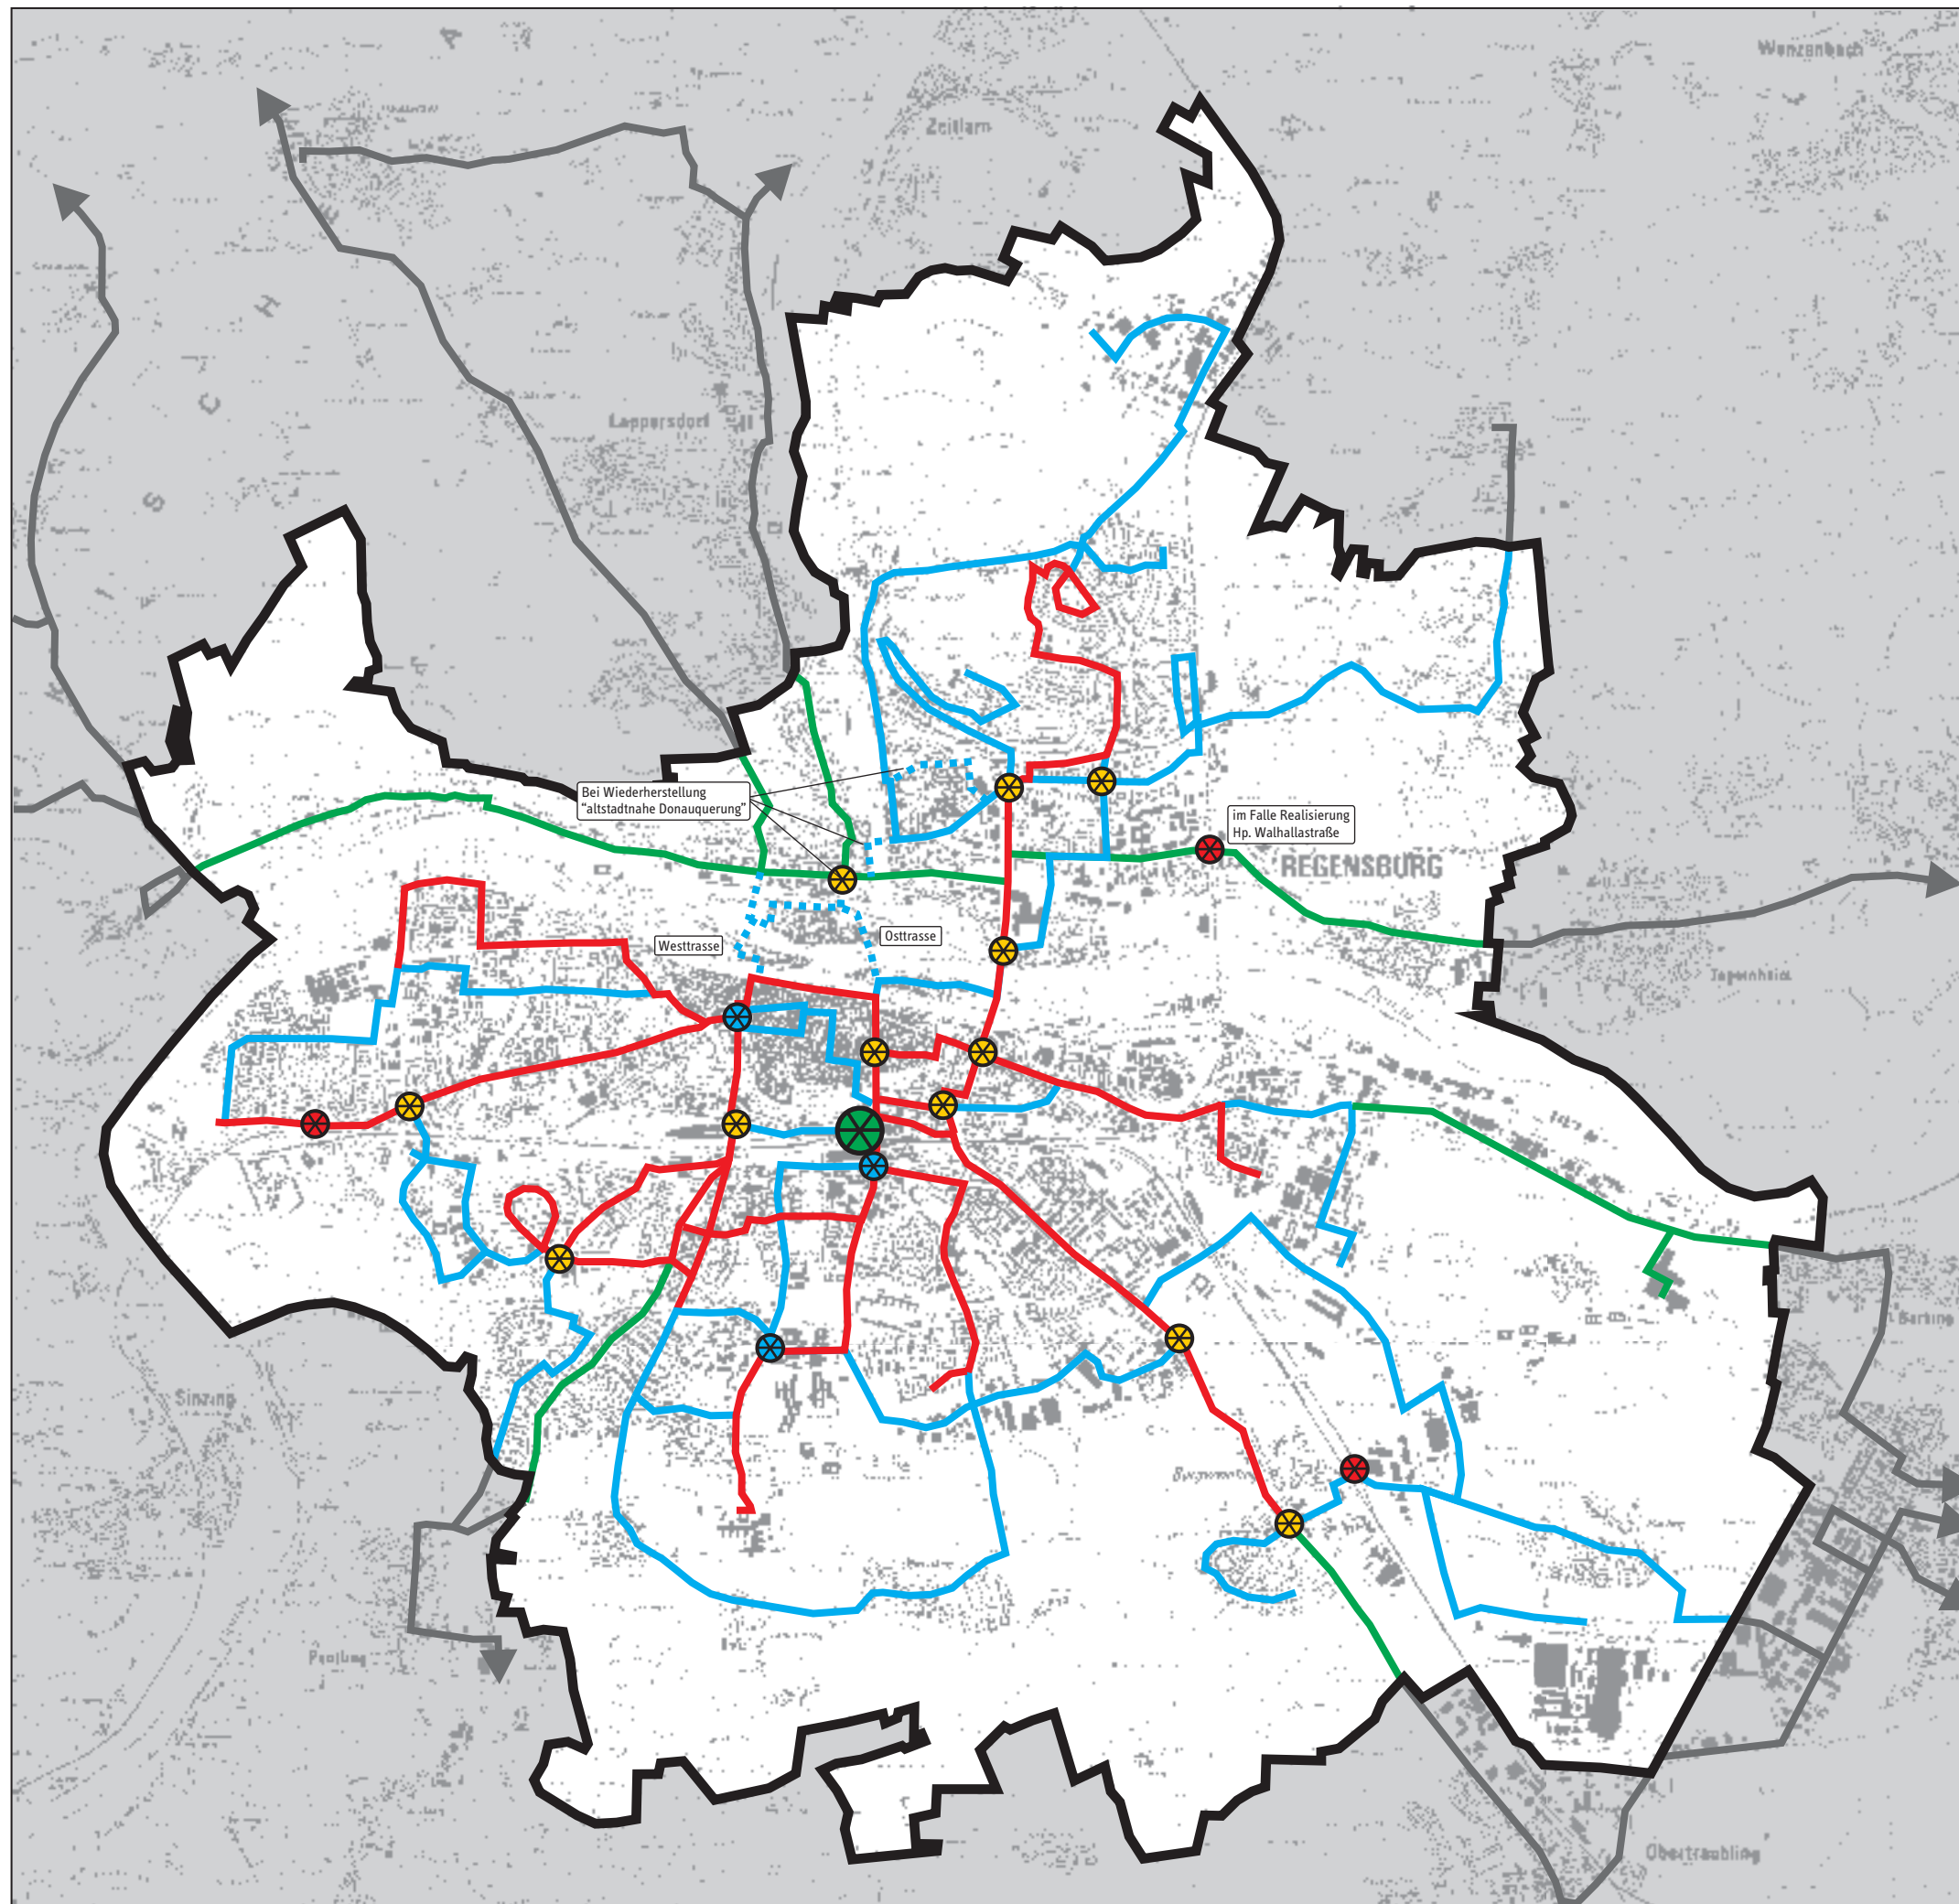 Wenzenbach
Zeitlarn
Lappersdorf
Bei Wiederherstellung
“altstadtnahe Donauquerung”
im Falle Realisierung
Hp. Walhallastraße
REGENSBURG
Westtrasse
Osttrasse
Tegernheim
Sinzing
Barbing
Burgweinting
Pentling
Obertraubling